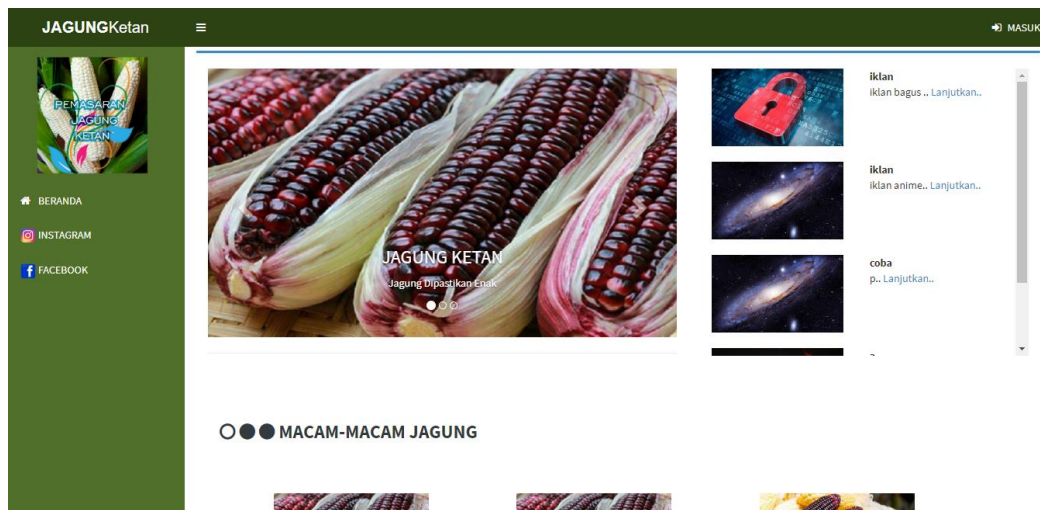 JAGUNGKetan
MASUK
PEMASARAN
JAGUNG
KETAN
BERANDA
INSTAGRAM
FACEBOOK
JAGUNG KETAN
Jagung Dipastikan Enak
iklan
iklan bagus .. Lanjutkan..
iklan
iklan anime.. Lanjutkan..
coba
p.. Lanjutkan..
MACAM-MACAM JAGUNG